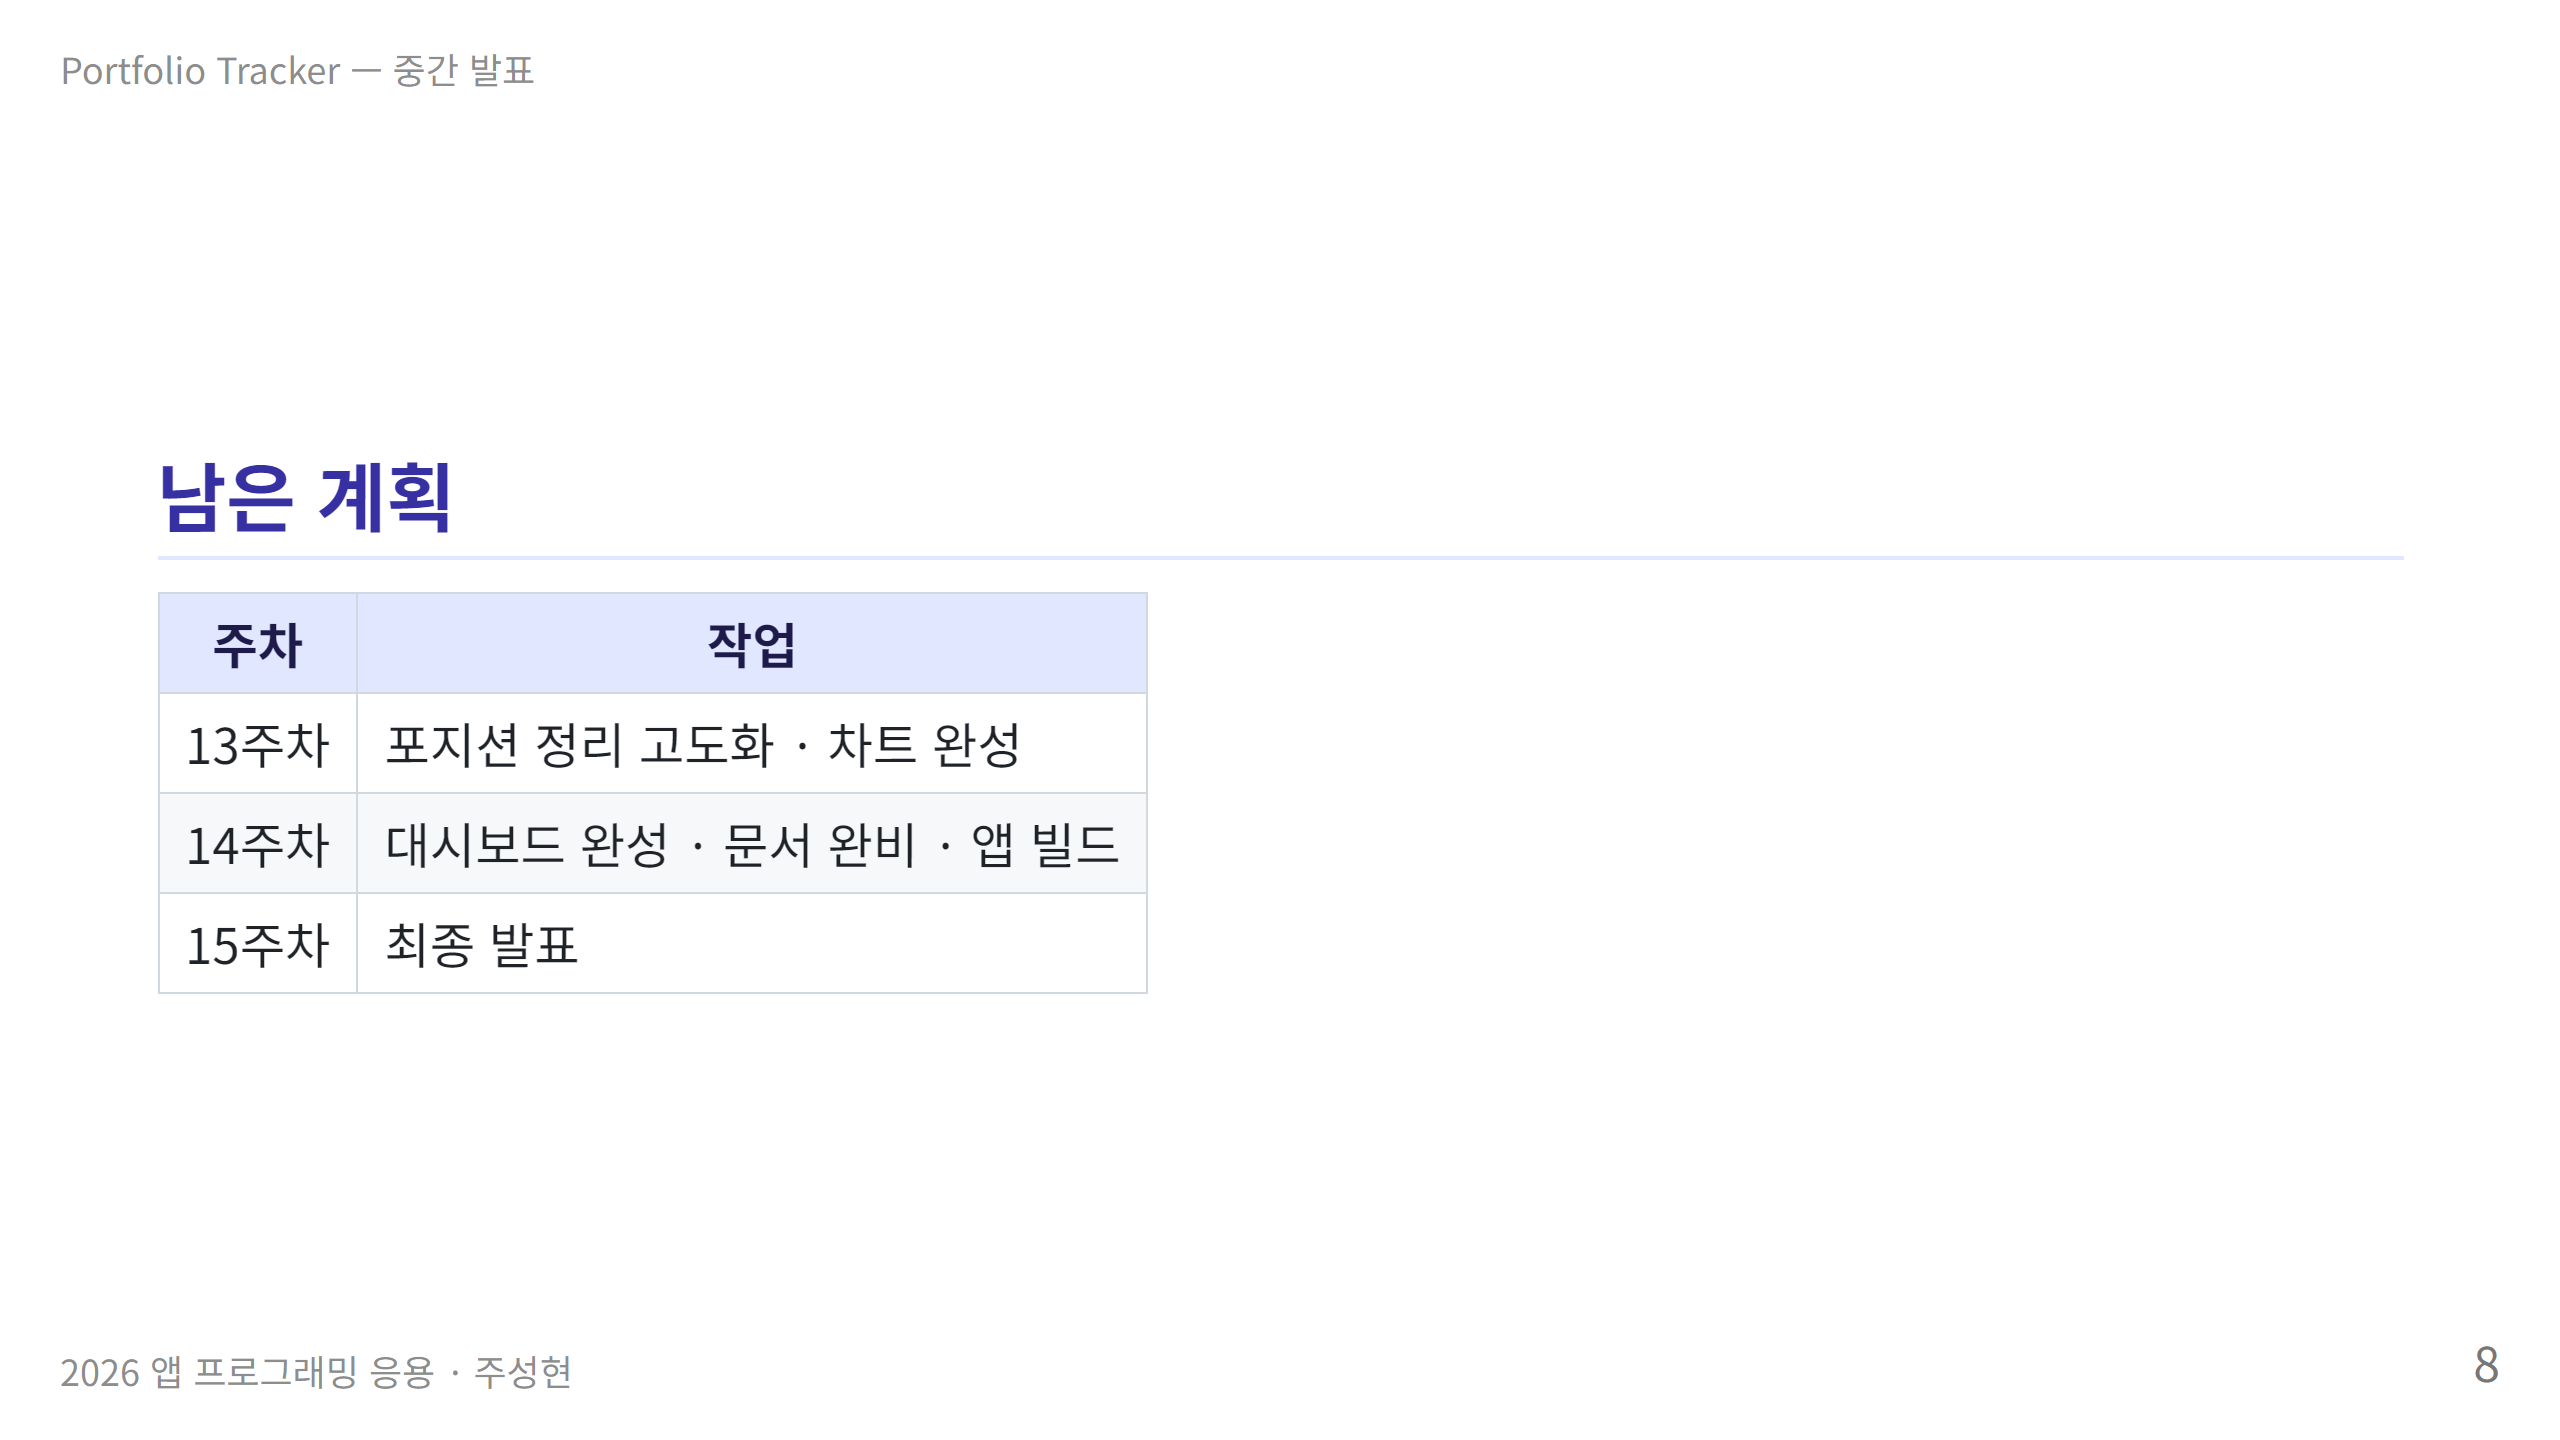 Portfolio Tracker — 중간 발표
남은 계획
주차 작업
13주차 포지션 정리 고도화 · 차트 완성
14주차 대시보드 완성 · 문서 완비 · 앱 빌드
15주차 최종 발표
2026 앱 프로그래밍 응용 · 주성현
8